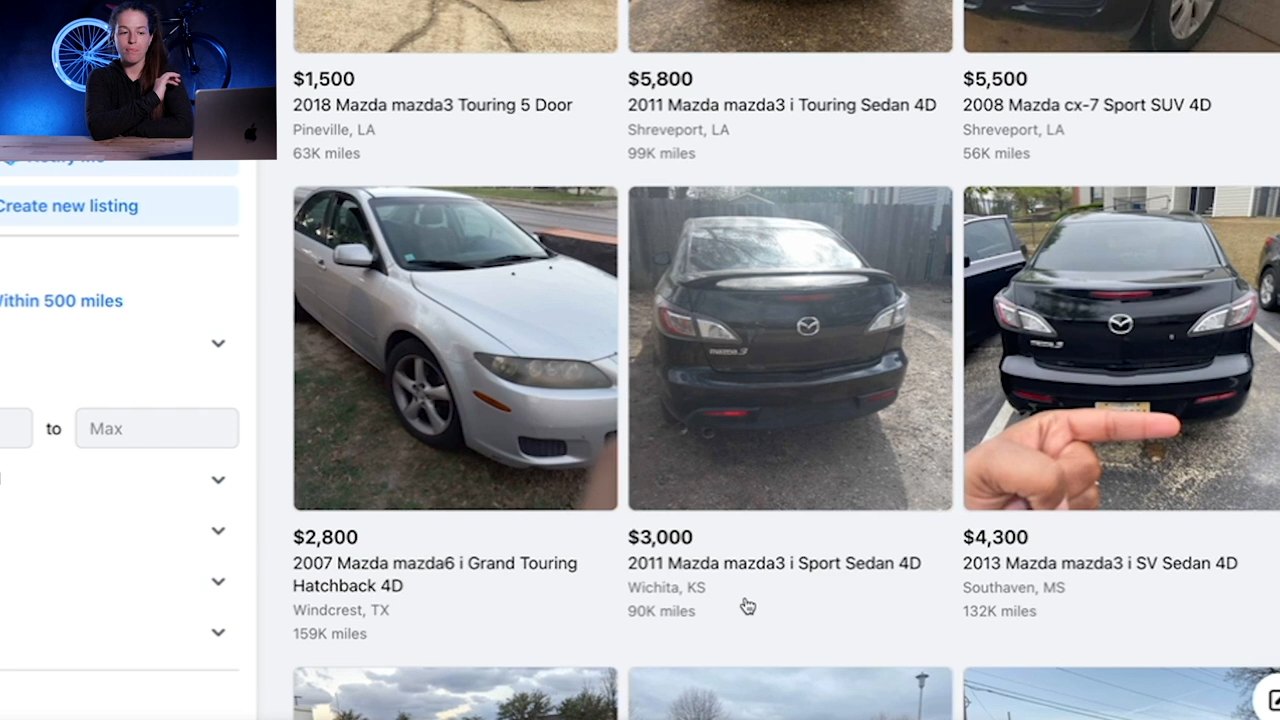 $1,500
2018 Mazda mazda3 Touring 5 Door
Pineville, LA
63K miles
$5,800
2011 Mazda mazda3 i Touring Sedan 4D
Shreveport, LA
99K miles
$5,500
2008 Mazda cx-7 Sport SUV 4D
Shreveport, LA
56K miles
Create new listing
Within 500 miles
to
Max
$2,800
2007 Mazda mazda6 i Grand Touring
Hatchback 4D
Windcrest, TX
159K miles
$3,000
2011 Mazda mazda3 i Sport Sedan 4D
Wichita, KS
90K miles
$4,300
2013 Mazda mazda3 i SV Sedan 4D
Southaven, MS
132K miles